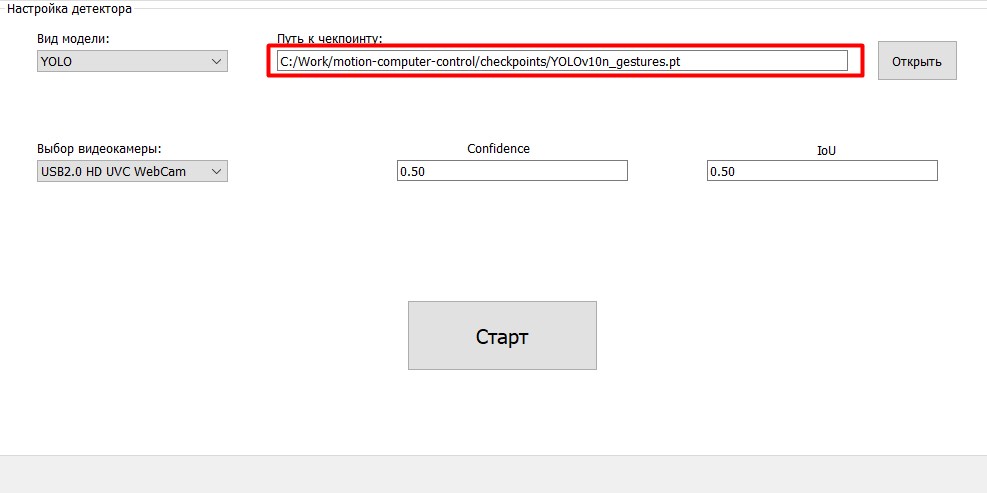 Настройка детектора
Вид модели:
Путь к чекпоинту:
YOLO
C:/Work/motion-computer-control/checkpoints/YOLOv10n_gestures.pt
Открыть
Выбор видеокамеры:
Confidence
IoU
USB2.0 HD UVC WebCam
0.50
0.50
Старт